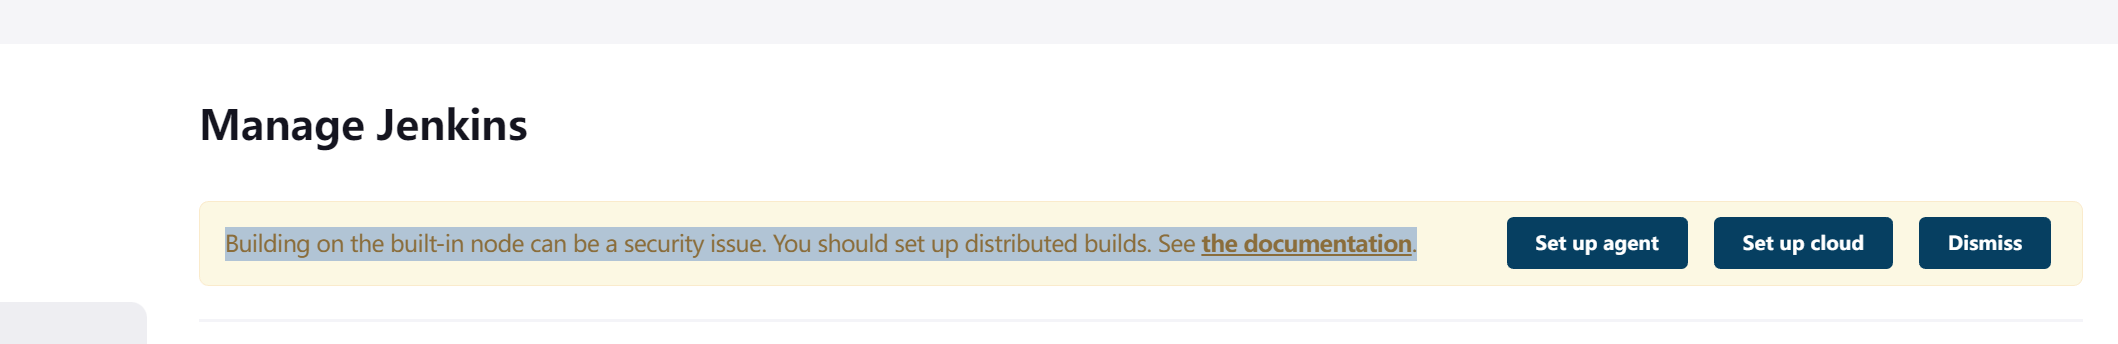 Manage Jenkins
Building on the built-in node can be a security issue. You should set up distributed builds. See the documentation.
Set up agent
Set up cloud
Dismiss